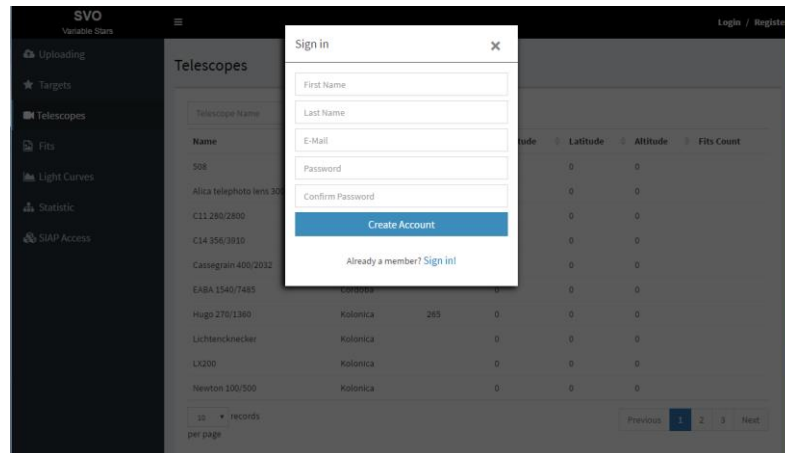 SVO
Variable Stars
Login / Registe
Uploading
Targets
Telescopes
Fits
Light Curves
Statistic
SIAP Access
Telescopes
Telescope Name
Name tude Latitude Altitude Fits Count
508 0 0
Alica telephoto lens 300 0 0
C11 280/2800 0 0
C14 356/3910 0 0
Cassegrain 400/2032 0 0
EABA 1540/7485 Cordoba 0 0 0
Hugo 270/1360 Kolonica 265 0 0 0
Lichtencknecker Kolonica 0 0 0
LX200 Kolonica 0 0 0
Newton 100/500 Kolonica 0 0 0
10 records
per page
Previous 1 2 3 Next
Sign in ×
First Name
Last Name
E-Mail
Password
Confirm Password
Create Account
Already a member? Sign in!